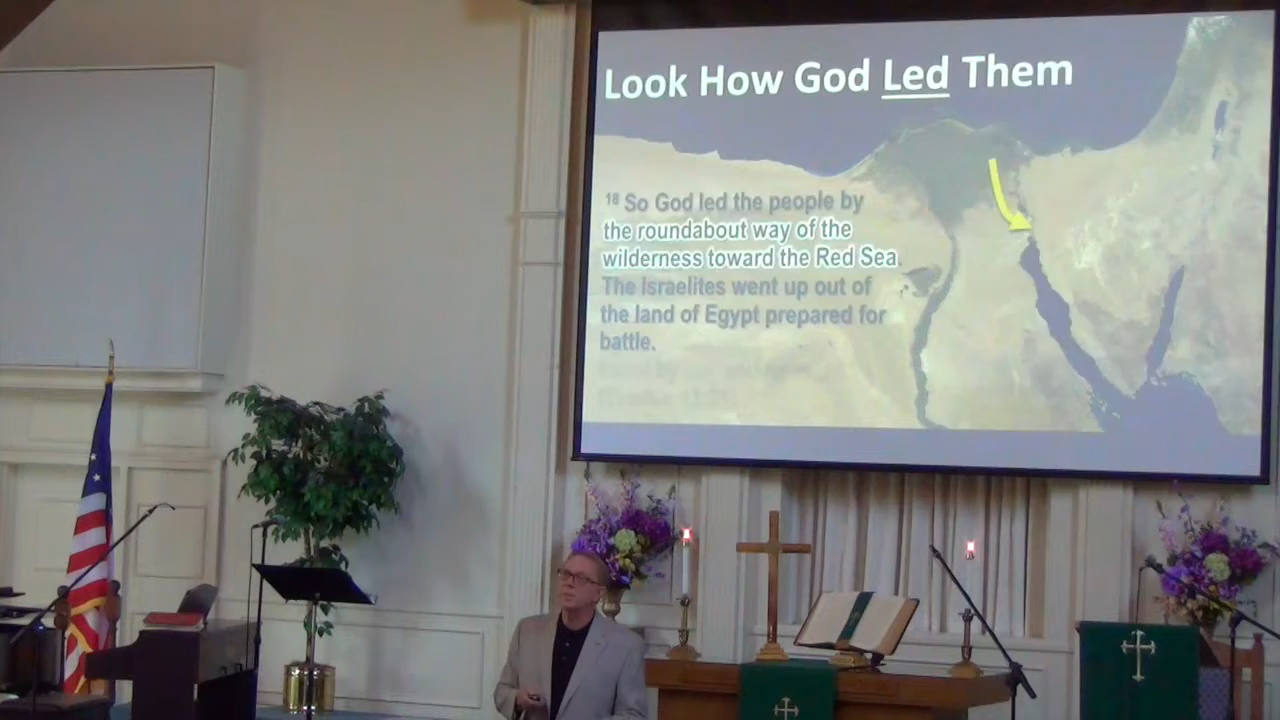 Look How God Led Them
18 So God led the people by
the roundabout way of the
wilderness toward the Red Sea.
The Israelites went up out of
the land of Egypt prepared for
battle.